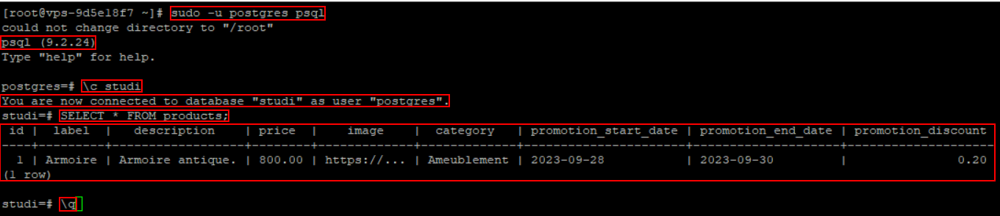 [root@vps-9d5e18f7 ~]# sudo -u postgres psql
could not change directory to "/root"
psql (9.2.24)
Type "help" for help.
postgres=# \c studi
You are now connected to database "studi" as user "postgres".
studi=# SELECT * FROM products;
 id |  label  |   description    | price  |    image    |  category   | promotion_start_date | promotion_end_date | promotion_discount
----+---------+------------------+--------+-------------+-------------+----------------------+--------------------+--------------------
  1 | Armoire | Armoire antique. | 800.00 | https://... | Ameublement | 2023-09-28           | 2023-09-30         |               0.20
(1 row)
studi=# \q